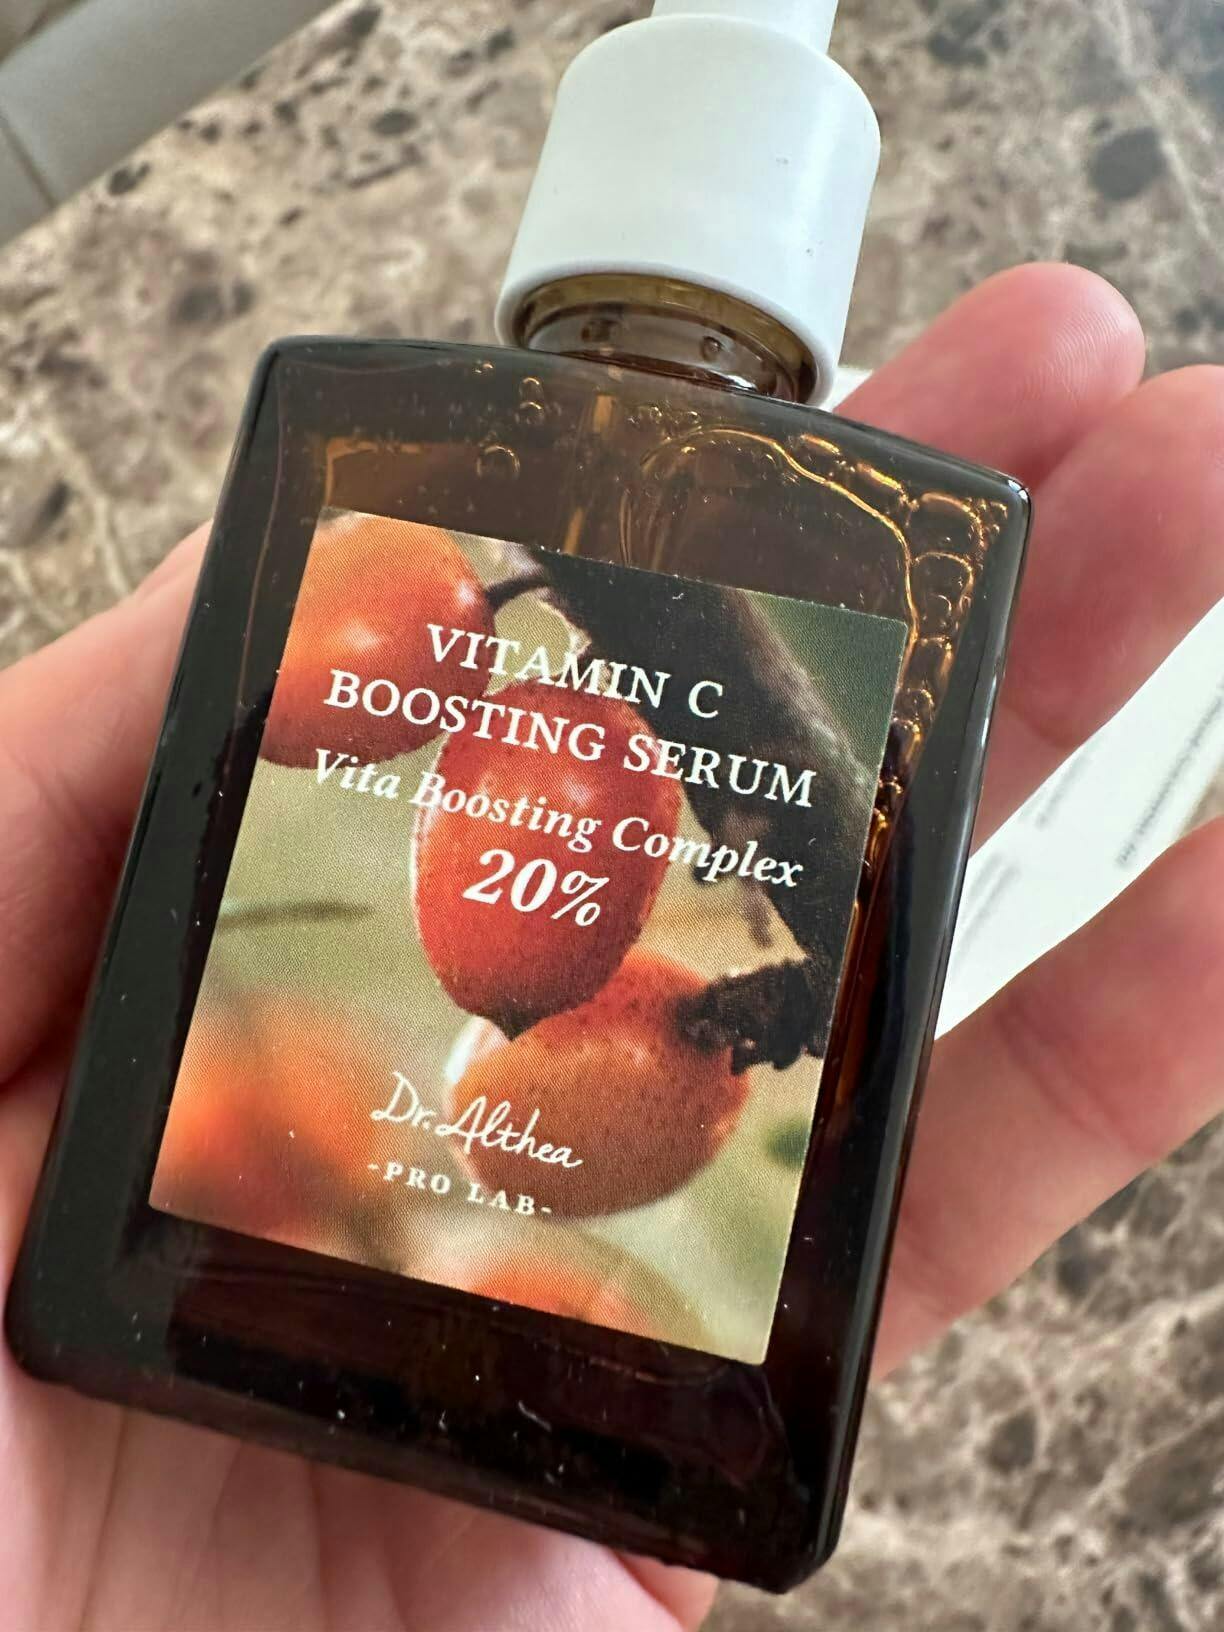 VITAMIN C
BOOSTING SERUM
Vita Boosting Complex
20%
Dr. Althea
-PRO LAB-